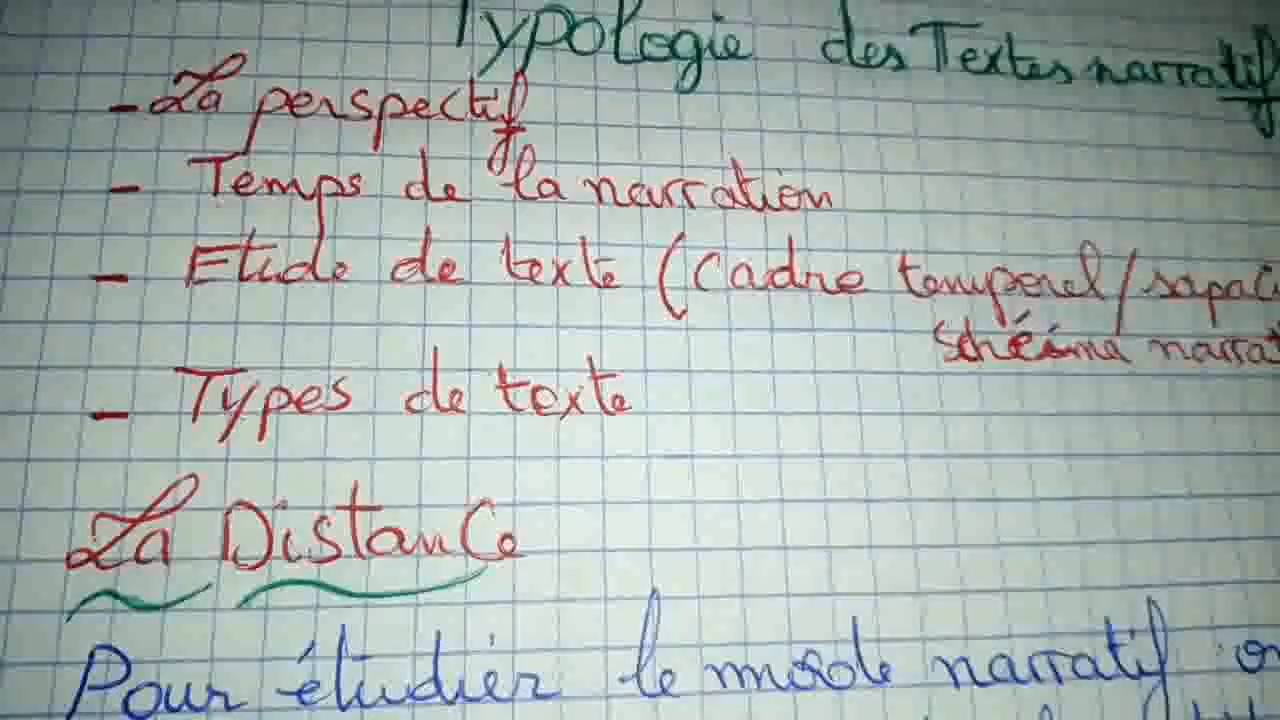 Typologie des Textes narratif
- La perspectif
- Temps de la narration
- Etude de texte (Cadre temporel/sapaci
Schéma narrat
- Types de texte
La Distance
Pour étudier le mode narratif on